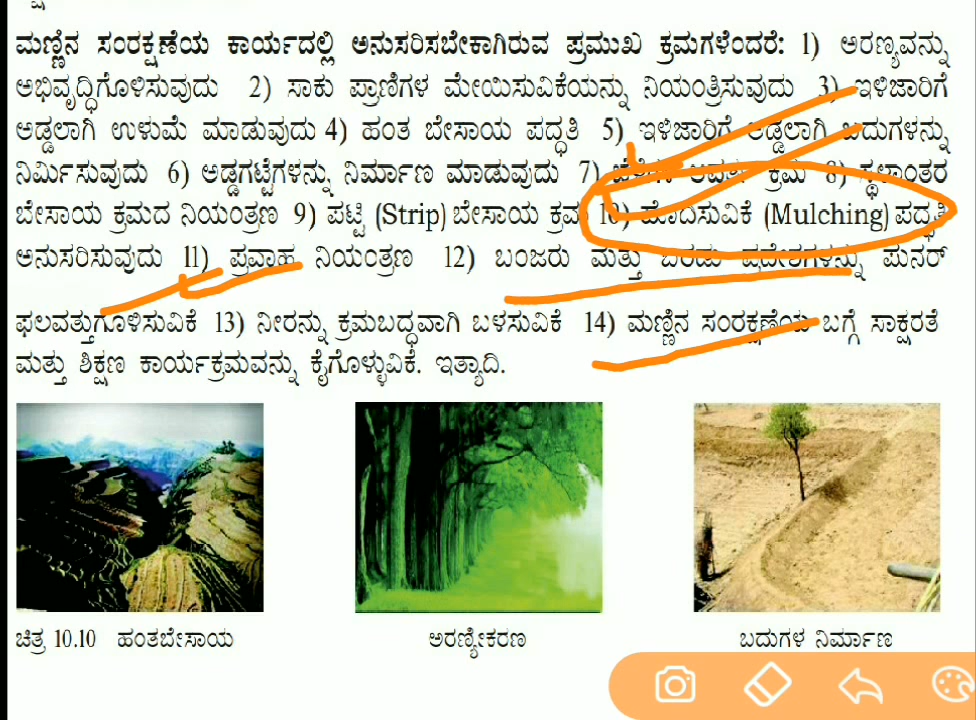 ಮಣ್ಣಿನ ಸಂರಕ್ಷಣೆಯ ಕಾರ್ಯದಲ್ಲಿ ಅನುಸರಿಸಬೇಕಾಗಿರುವ ಪ್ರಮುಖ ಕ್ರಮಗಳೆಂದರೆ: 1) ಅರಣ್ಯವನ್ನು
ಅಭಿವೃದ್ಧಿಗೊಳಿಸುವುದು 2) ಸಾಕು ಪ್ರಾಣಿಗಳ ಮೇಯಿಸುವಿಕೆಯನ್ನು ನಿಯಂತ್ರಿಸುವುದು 3) ಇಳಿಜಾರಿಗೆ
ಅಡ್ಡಲಾಗಿ ಉಳುಮೆ ಮಾಡುವುದು 4) ಹಂತ ಬೇಸಾಯ ಪದ್ಧತಿ 5) ಇಳಿಜಾರಿಗೆ ಅಡ್ಡಲಾಗಿ ಬದುಗಳನ್ನು
ನಿರ್ಮಿಸುವುದು 6) ಅಡ್ಡಗಟ್ಟೆಗಳನ್ನು ನಿರ್ಮಾಣ ಮಾಡುವುದು 7) ಕ್ರಮ 8) ಸ್ಥಲಾಂತರ
ಬೇಸಾಯ ಕ್ರಮದ ನಿಯಂತ್ರಣ 9) ಪಟ್ಟಿ (Strip) ಬೇಸಾಯ ಕ್ರಮ 10) ಹೊದಿಸುವಿಕೆ (Mulching) ಪದ್ಧತಿ
ಅನುಸರಿಸುವುದು 11) ಪ್ರವಾಹ ನಿಯಂತ್ರಣ 12) ಬಂಜರು ಮತ್ತು ಬರಡು ಪ್ರದೇಶಗಳನ್ನು ಪುನರ್
ಫಲವತ್ತುಗೊಳಿಸುವಿಕೆ 13) ನೀರನ್ನು ಕ್ರಮಬದ್ಧವಾಗಿ ಬಳಸುವಿಕೆ 14) ಮಣ್ಣಿನ ಸಂರಕ್ಷಣೆಯ ಬಗ್ಗೆ ಸಾಕ್ಷರತೆ
ಮತ್ತು ಶಿಕ್ಷಣ ಕಾರ್ಯಕ್ರಮವನ್ನು ಕೈಗೊಳ್ಳುವಿಕೆ. ಇತ್ಯಾದಿ.
ಚಿತ್ರ 10.10 ಹಂತಬೇಸಾಯ
ಅರಣ್ಯೀಕರಣ
ಬದುಗಳ ನಿರ್ಮಾಣ